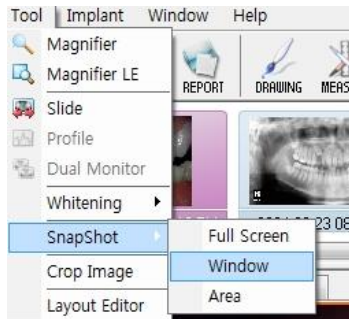 Tool Implant Window Help
Magnifier
Magnifier LE
REPORT DRAWING
Slide
Profile
Dual Monitor
Whitening
SnapShot
Full Screen
Crop Image
Window
Layout Editor
Area